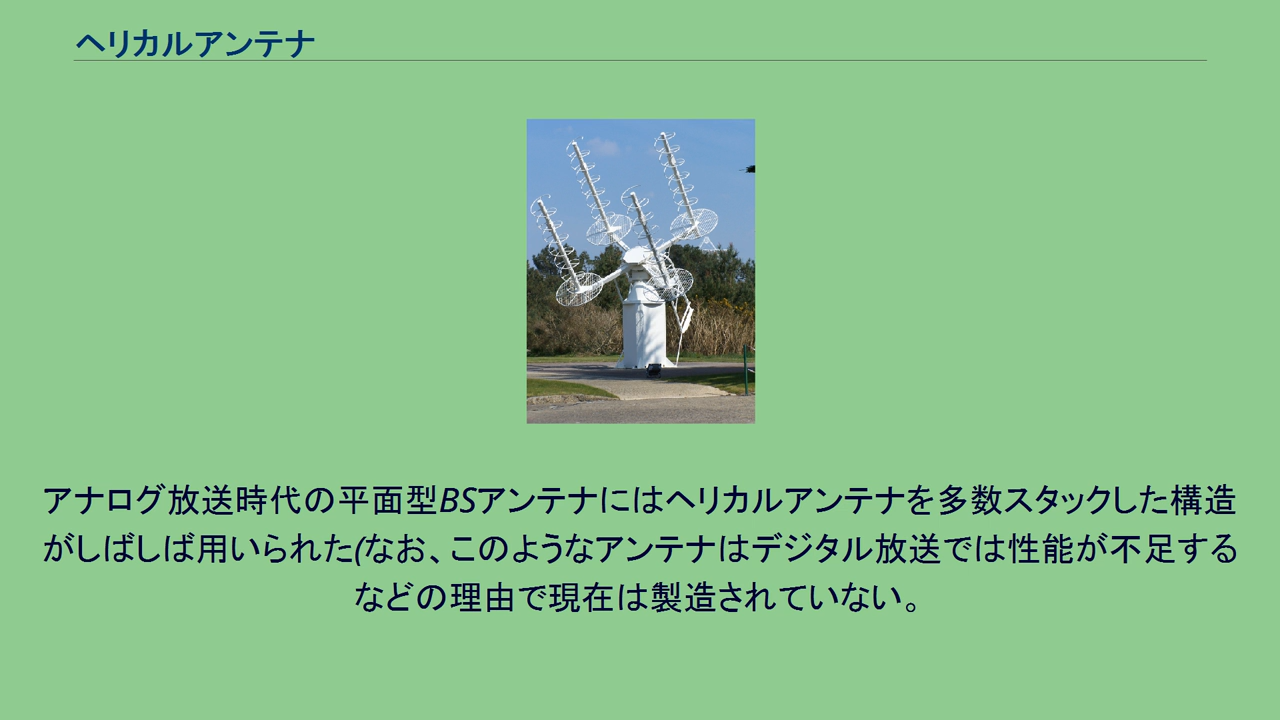 ヘリカルアンテナ
アナログ放送時代の平面型BSアンテナにはヘリカルアンテナを多数スタックした構造
がしばしば用いられた(なお、このようなアンテナはデジタル放送では性能が不足する
などの理由で現在は製造されていない。